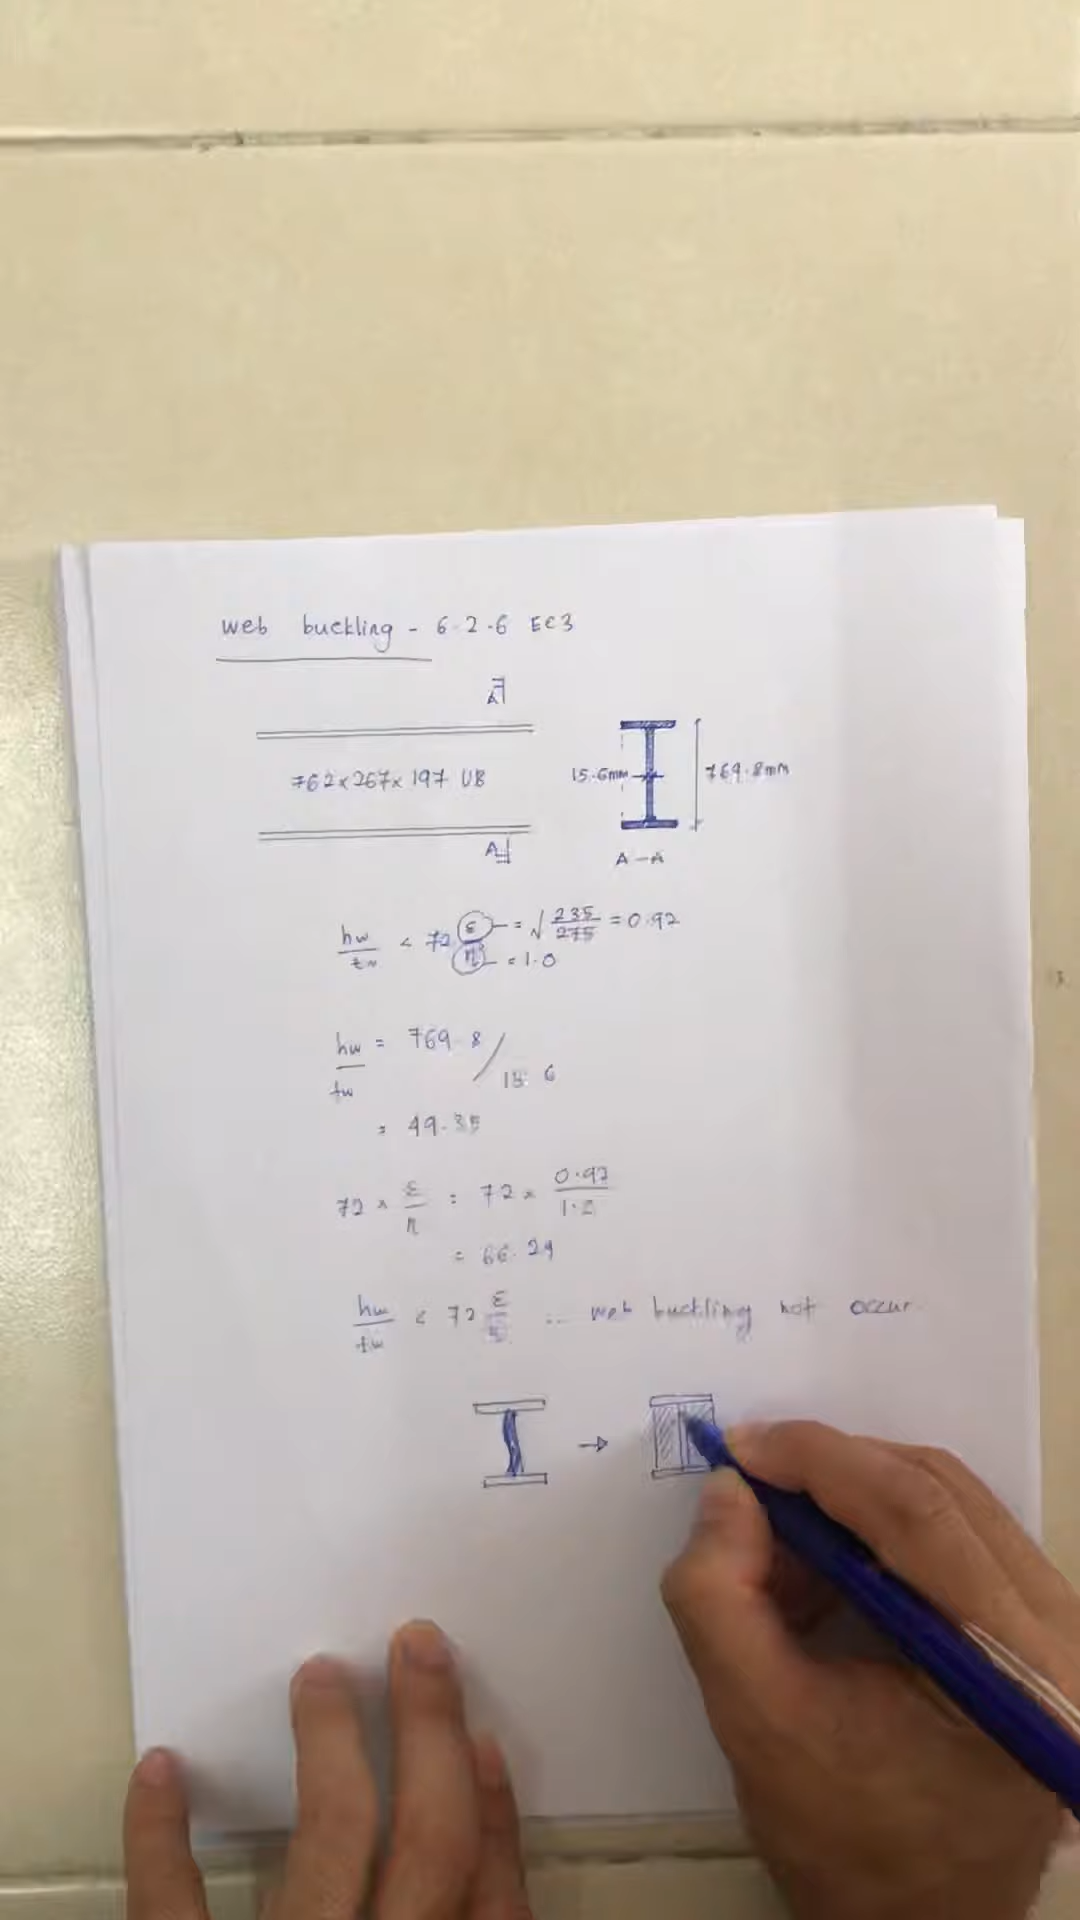 web buckling - 6.2.6 EC3
A
762x267x197 UB
15.6mm
769.8mm
A
A-A
hw/tw < 72 ε/η
ε = √(235/275) = 0.92
η = 1.0
hw/tw = 769.8/15.6
= 49.35
72 x ε/η = 72 x 0.92/1.0
= 66.24
hw/tw < 72 ε/η ∴ web buckling not occur.